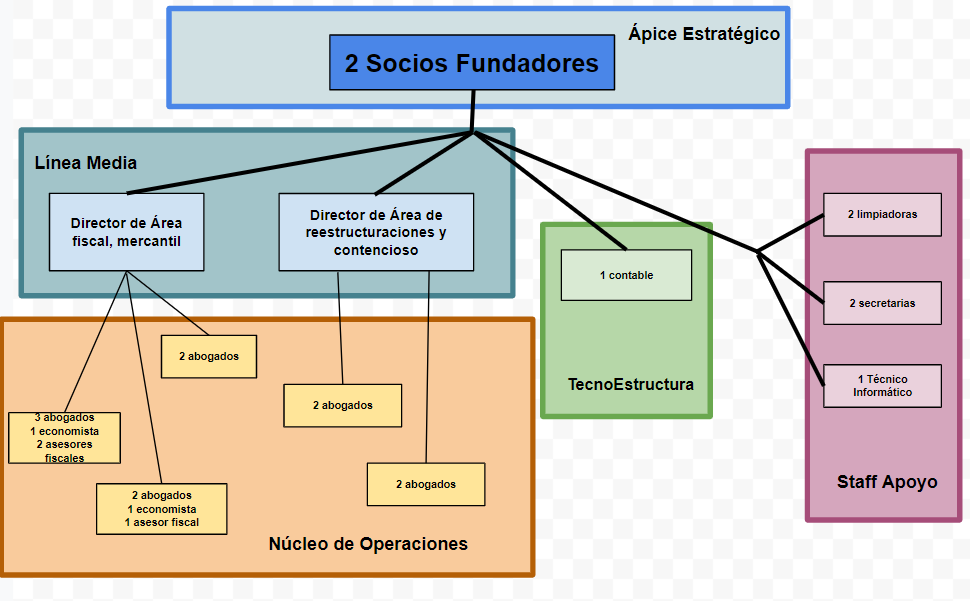 Ápice Estratégico
2 Socios Fundadores
Línea Media
Director de Área
fiscal, mercantil
Director de Área de
reestructuraciones y
contencioso
2 limpiadoras
1 contable
2 secretarias
2 abogados
TecnoEstructura
1 Técnico
Informático
2 abogados
3 abogados
1 economista
2 asesores
fiscales
2 abogados
Staff Apoyo
2 abogados
1 economista
1 asesor fiscal
Núcleo de Operaciones